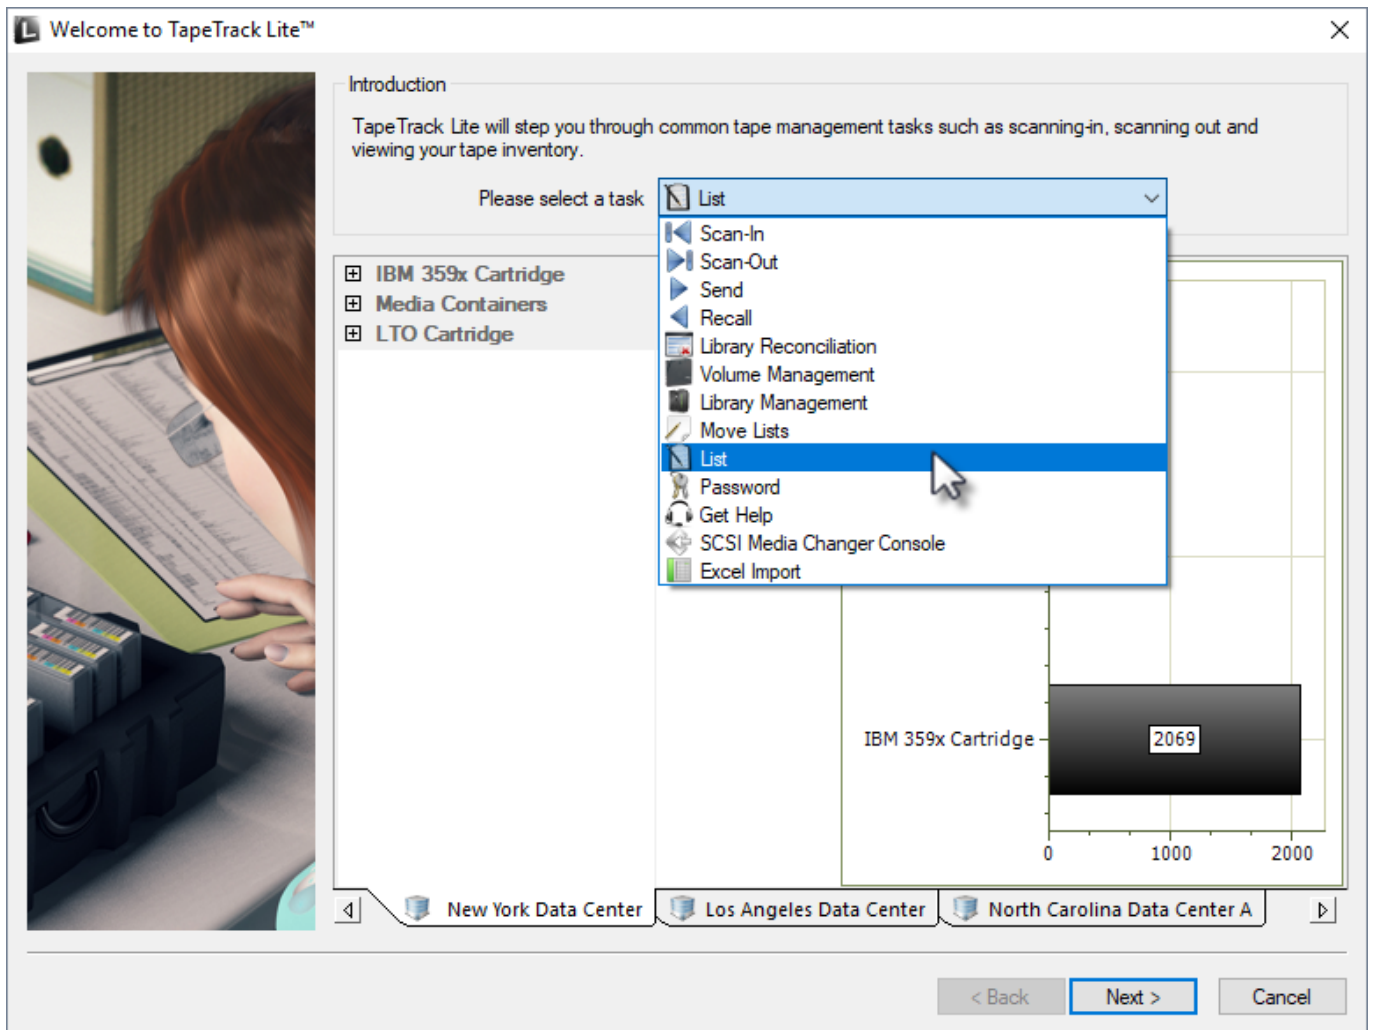 Welcome to TapeTrack Lite™
Introduction
TapeTrack Lite will step you through common tape management tasks such as scanning-in, scanning out and
viewing your tape inventory.
Please select a task
List
Scan-In
Scan-Out
Send
Recall
Library Reconciliation
Volume Management
Library Management
Move Lists
List
Password
Get Help
SCSI Media Changer Console
Excel Import
IBM 359x Cartridge
Media Containers
LTO Cartridge
IBM 359x Cartridge
2069
0 1000 2000
New York Data Center
Los Angeles Data Center
North Carolina Data Center A
< Back
Next >
Cancel